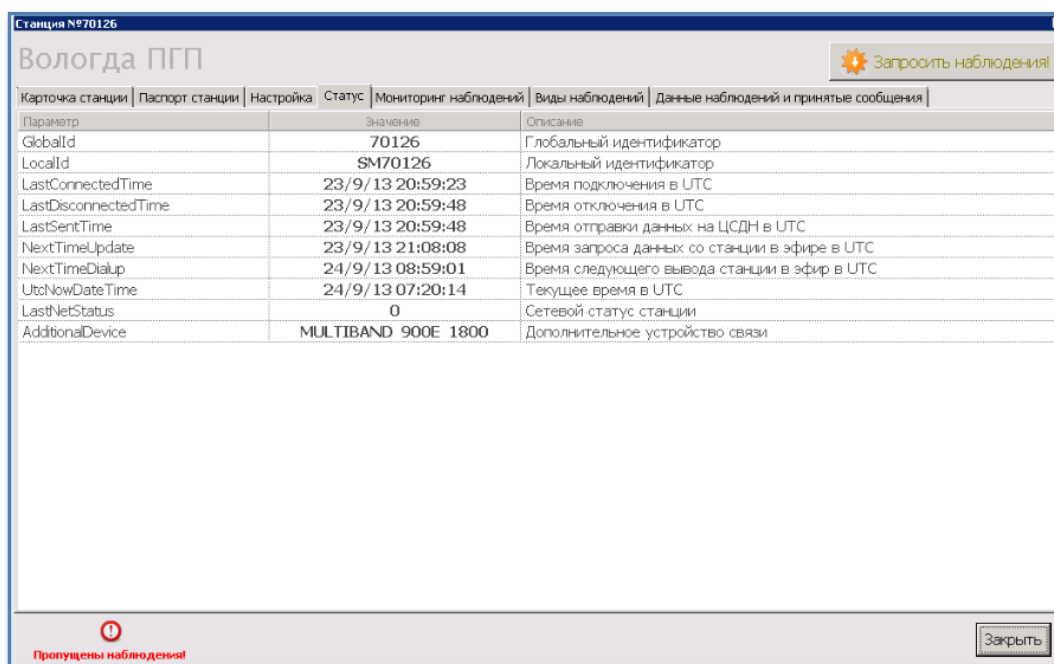 Станция №70126
Вологда ПГП
Запросить наблюдения!
Карточка станции Паспорт станции Настройка Статус Мониторинг наблюдений Виды наблюдений Данные наблюдений и принятые сообщения
Параметр Значение Описание
GlobalId 70126 Глобальный идентификатор
LocalId SM70126 Локальный идентификатор
LastConnectedTime 23/9/13 20:59:23 Время подключения в UTC
LastDisconnectedTime 23/9/13 20:59:48 Время отключения в UTC
LastSentTime 23/9/13 20:59:48 Время отправки данных на ЦСДН в UTC
NextTimeUpdate 23/9/13 21:08:08 Время запроса данных со станции в эфире в UTC
NextTimeDialup 24/9/13 08:59:01 Время следующего вывода станции в эфир в UTC
UtcNowDateTime 24/9/13 07:20:14 Текущее время в UTC
LastNetStatus 0 Сетевой статус станции
AdditionalDevice MULTIBAND 900E 1800 Дополнительное устройство связи
Пропущены наблюдения!
Закрыть